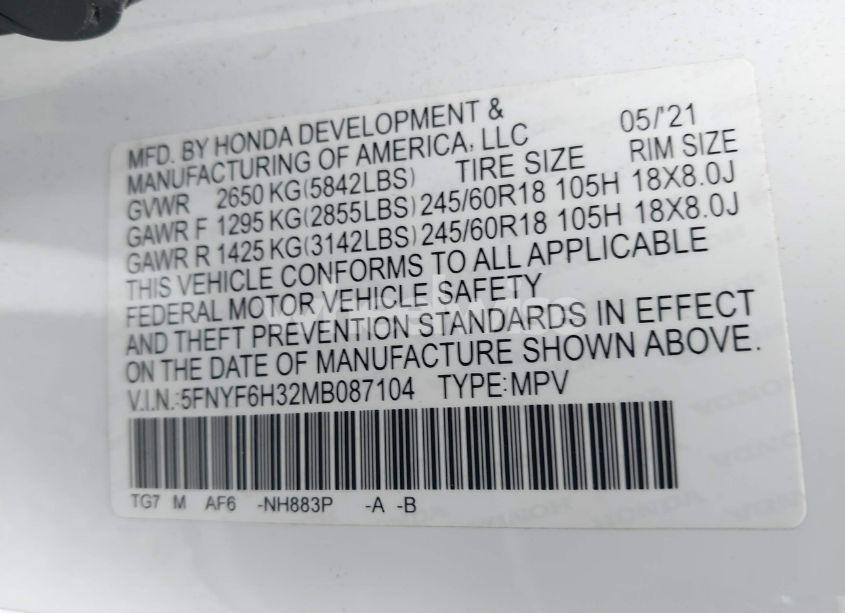 MFD. BY HONDA DEVELOPMENT &
MANUFACTURING OF AMERICA, LLC 05/'21
GVWR 2650 KG(5842LBS) TIRE SIZE RIM SIZE
GAWR F 1295 KG(2855LBS) 245/60R18 105H 18X8.0J
GAWR R 1425 KG(3142LBS) 245/60R18 105H 18X8.0J
THIS VEHICLE CONFORMS TO ALL APPLICABLE
FEDERAL MOTOR VEHICLE SAFETY
AND THEFT PREVENTION STANDARDS IN EFFECT
ON THE DATE OF MANUFACTURE SHOWN ABOVE.
V.I.N.:5FNYF6H32MB087104 TYPE:MPV
TG7 M AF6 -NH883P -A -B
HONDA